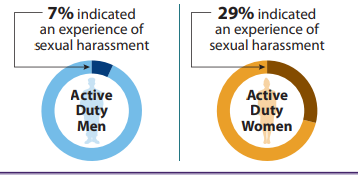 7% indicated
an experience of
sexual harassment
Active
Duty
Men
29% indicated
an experience of
sexual harassment
Active
Duty
Women